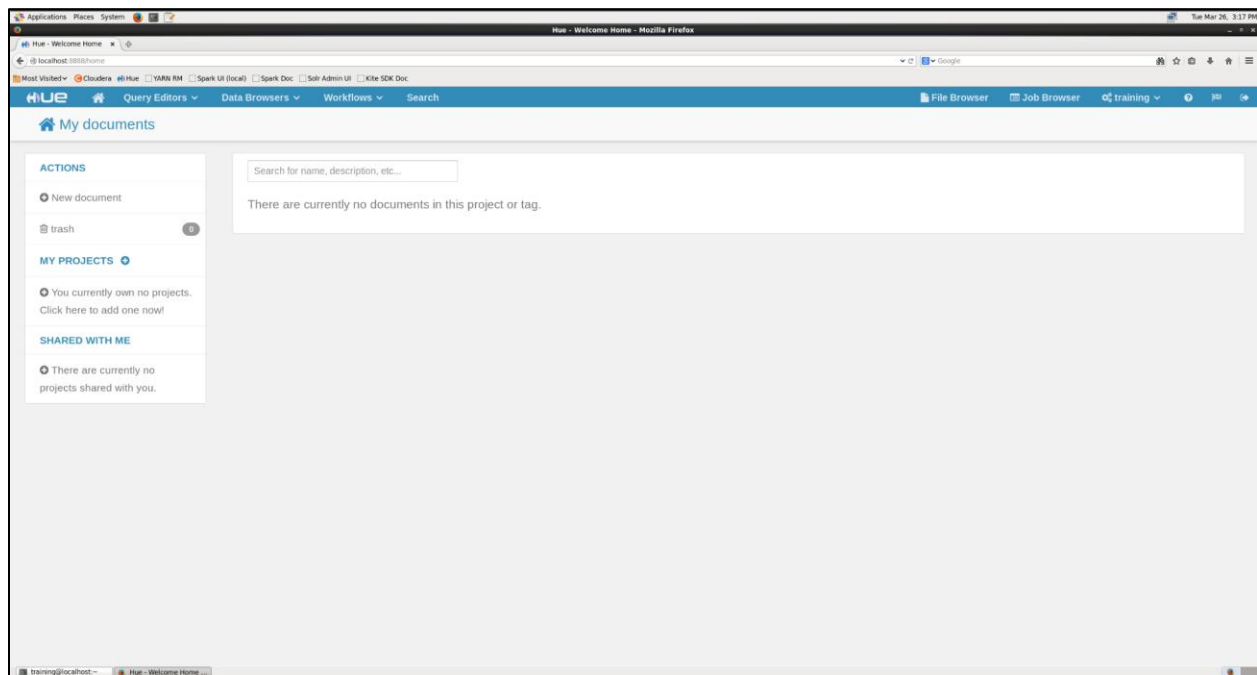 Applications Places System Tue Mar 26, 3:17 PM
Hue - Welcome Home - Mozilla Firefox
Hue - Welcome Home
localhost:8888/home Google
Most Visited Cloudera Hue YARN RM Spark UI (local) Spark Doc Solr Admin UI Kite SDK Doc
HUE Query Editors Data Browsers Workflows Search File Browser Job Browser training
My documents
ACTIONS
New document
trash 0
MY PROJECTS
You currently own no projects.
Click here to add one now!
SHARED WITH ME
There are currently no
projects shared with you.
Search for name, description, etc...
There are currently no documents in this project or tag.
training@localhost:~ Hue - Welcome Home ...